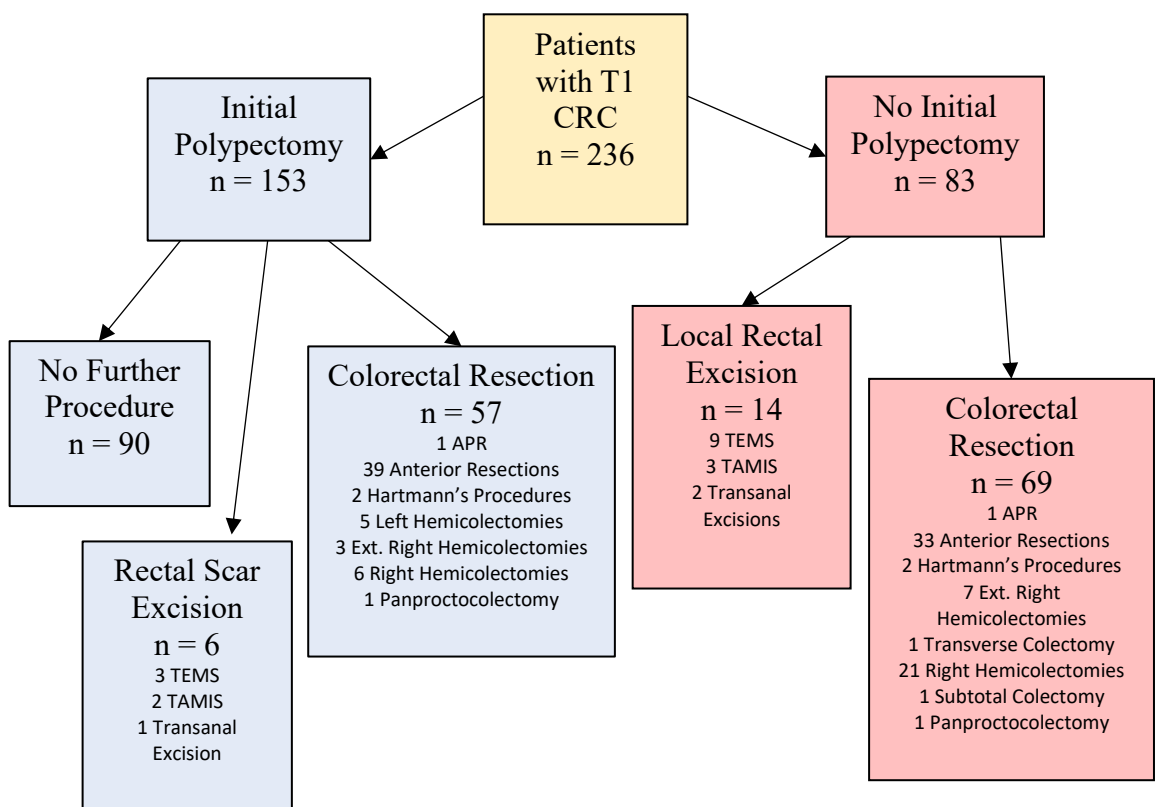 Patients
with T1
CRC
n = 236
Initial
Polypectomy
n = 153
No Initial
Polypectomy
n = 83
No Further
Procedure
n = 90
Rectal Scar
Excision
n = 6
3 TEMS
2 TAMIS
1 Transanal
Excision
Colorectal Resection
n = 57
1 APR
39 Anterior Resections
2 Hartmann’s Procedures
5 Left Hemicolectomies
3 Ext. Right Hemicolectomies
6 Right Hemicolectomies
1 Panproctocolectomy
Local Rectal
Excision
n = 14
9 TEMS
3 TAMIS
2 Transanal
Excisions
Colorectal
Resection
n = 69
1 APR
33 Anterior Resections
2 Hartmann’s Procedures
7 Ext. Right
Hemicolectomies
1 Transverse Colectomy
21 Right Hemicolectomies
1 Subtotal Colectomy
1 Panproctocolectomy